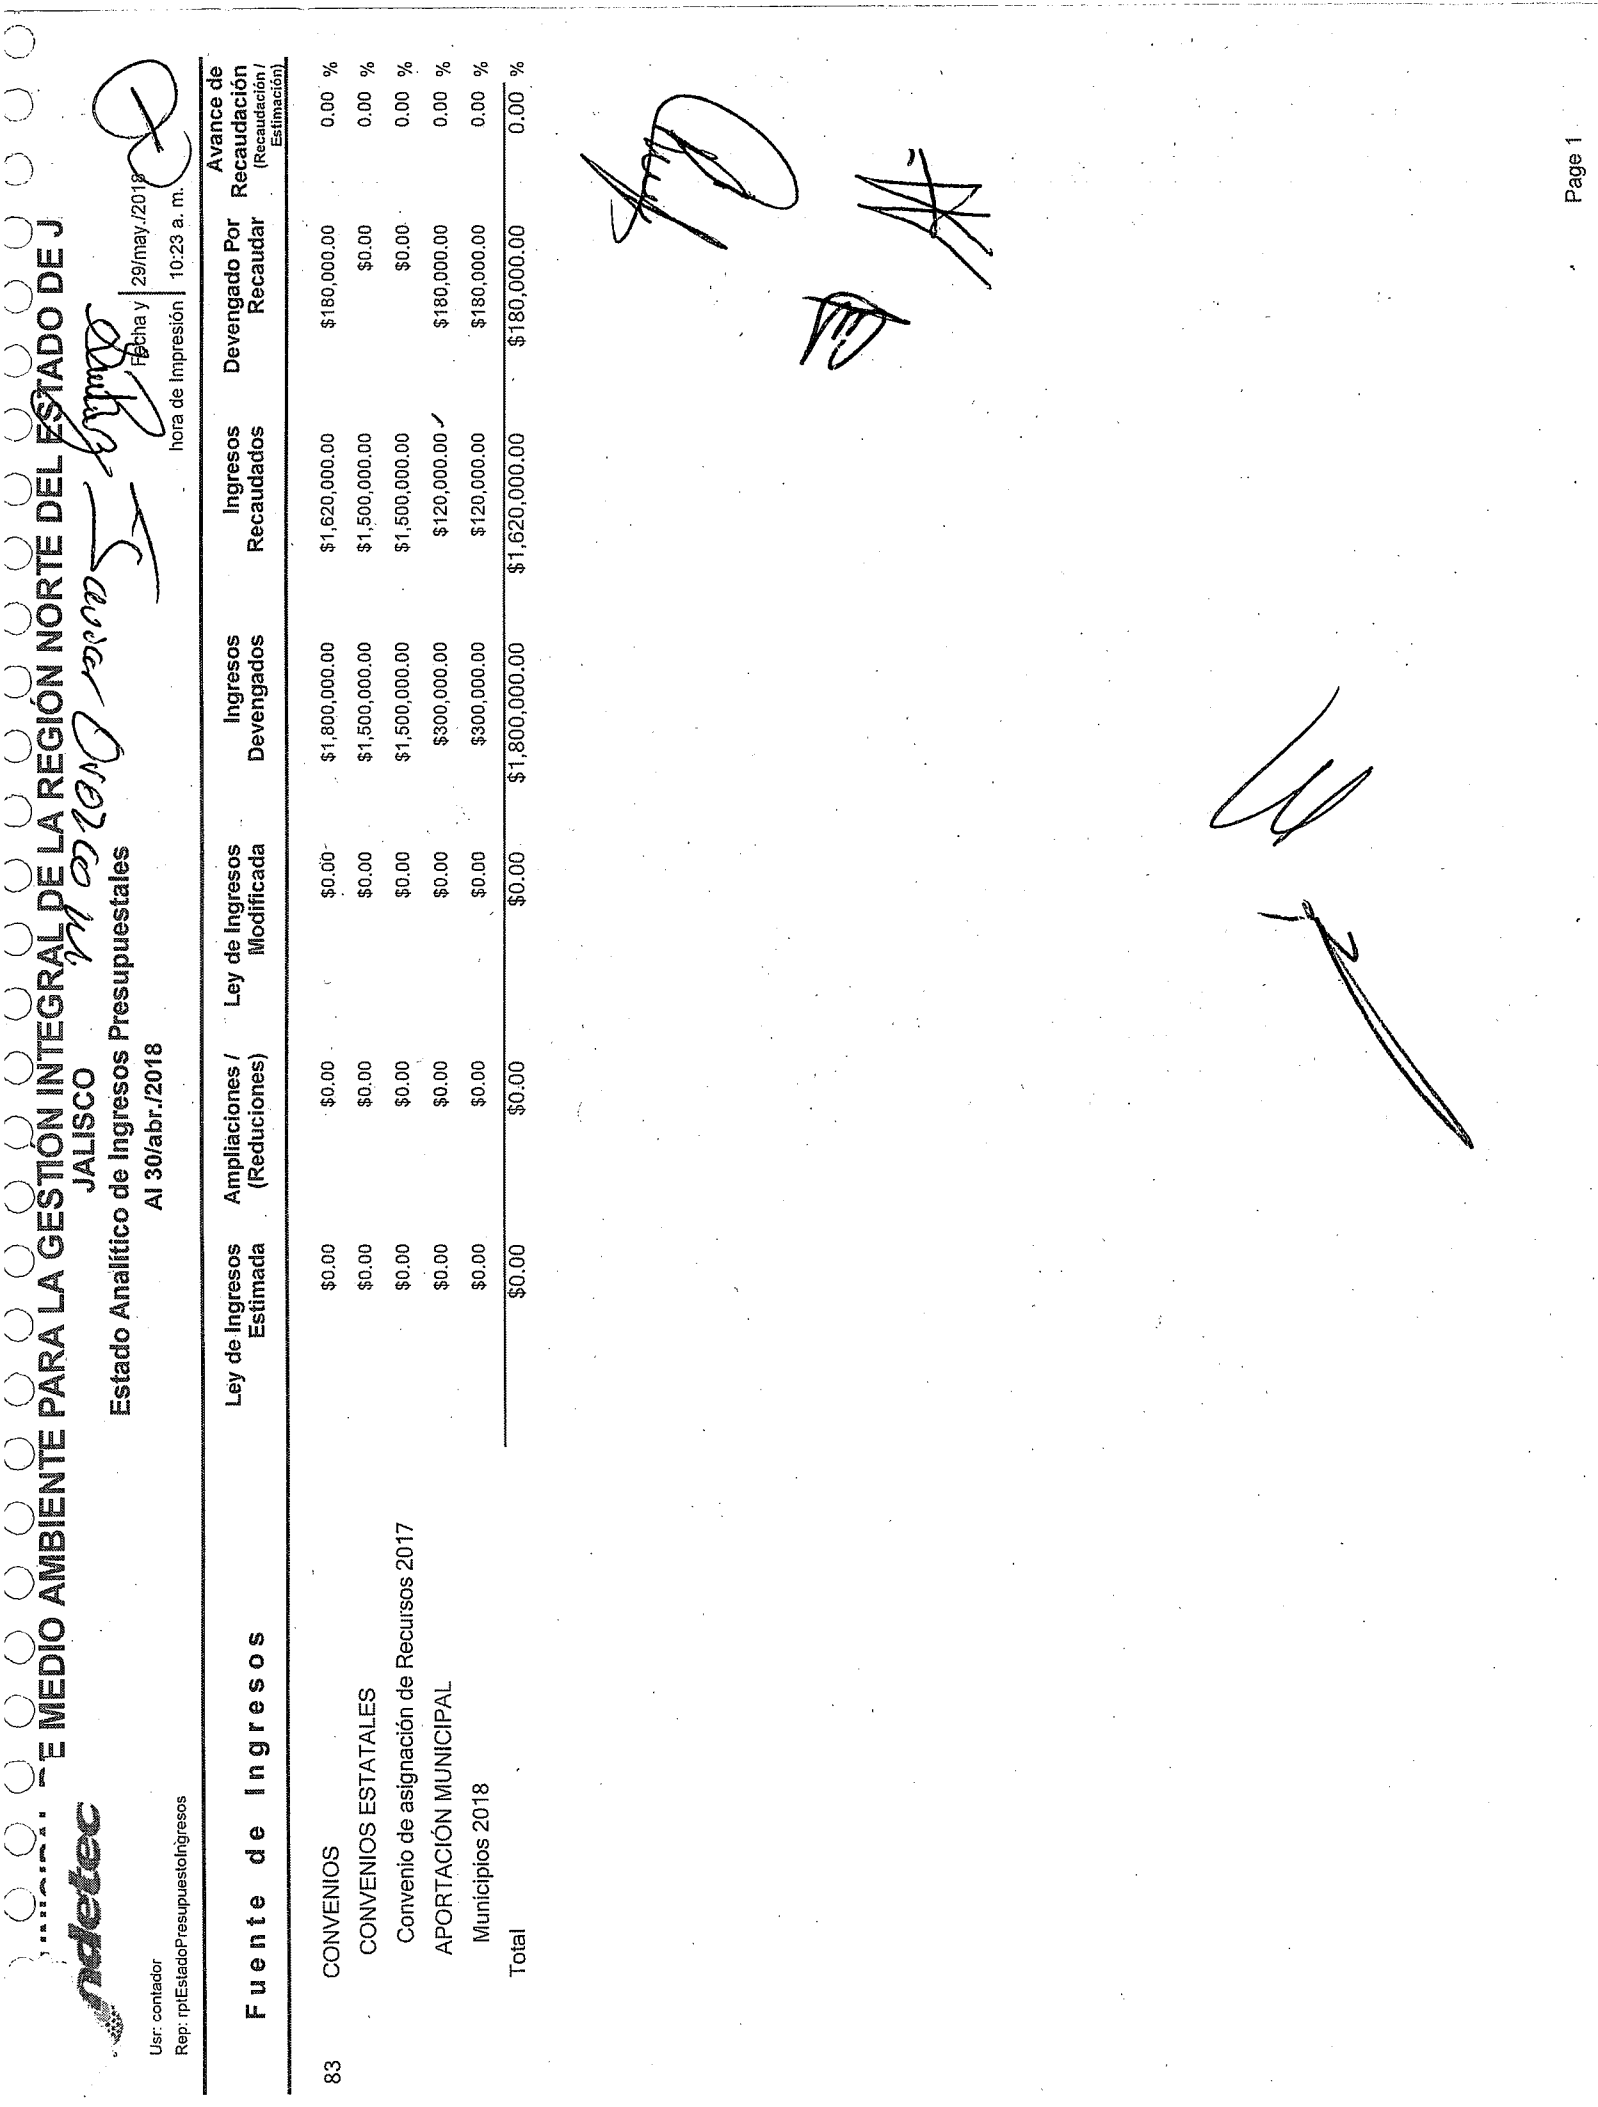 E MEDIO AMBIENTE PARA LA GESTIÓN INTEGRAL DE LA REGIÓN NORTE DEL ESTADO DE J
JALISCO
ndetec
Estado Analítico de Ingresos Presupuestales
Al 30/abr./2018
Usr: contador
Rep: rptEstadoPresupuestoIngresos
Fecha y 29/may./2018
hora de Impresión 10:23 a. m.
Fuente de Ingresos Ley de Ingresos Estimada Ampliaciones / (Reduciones) Ley de Ingresos Modificada Ingresos Devengados Ingresos Recaudados Devengado Por Recaudar Avance de Recaudación (Recaudación / Estimación)
83 CONVENIOS $0.00 $0.00 $0.00 $1,800,000.00 $1,620,000.00 $180,000.00 0.00 %
CONVENIOS ESTATALES $0.00 $0.00 $0.00 $1,500,000.00 $1,500,000.00 $0.00 0.00 %
Convenio de asignación de Recursos 2017 $0.00 $0.00 $0.00 $1,500,000.00 $1,500,000.00 $0.00 0.00 %
APORTACIÓN MUNICIPAL $0.00 $0.00 $0.00 $300,000.00 $120,000.00 $180,000.00 0.00 %
Municipios 2018 $0.00 $0.00 $0.00 $300,000.00 $120,000.00 $180,000.00 0.00 %
Total $0.00 $0.00 $0.00 $1,800,000.00 $1,620,000.00 $180,000.00 0.00 %
Page 1